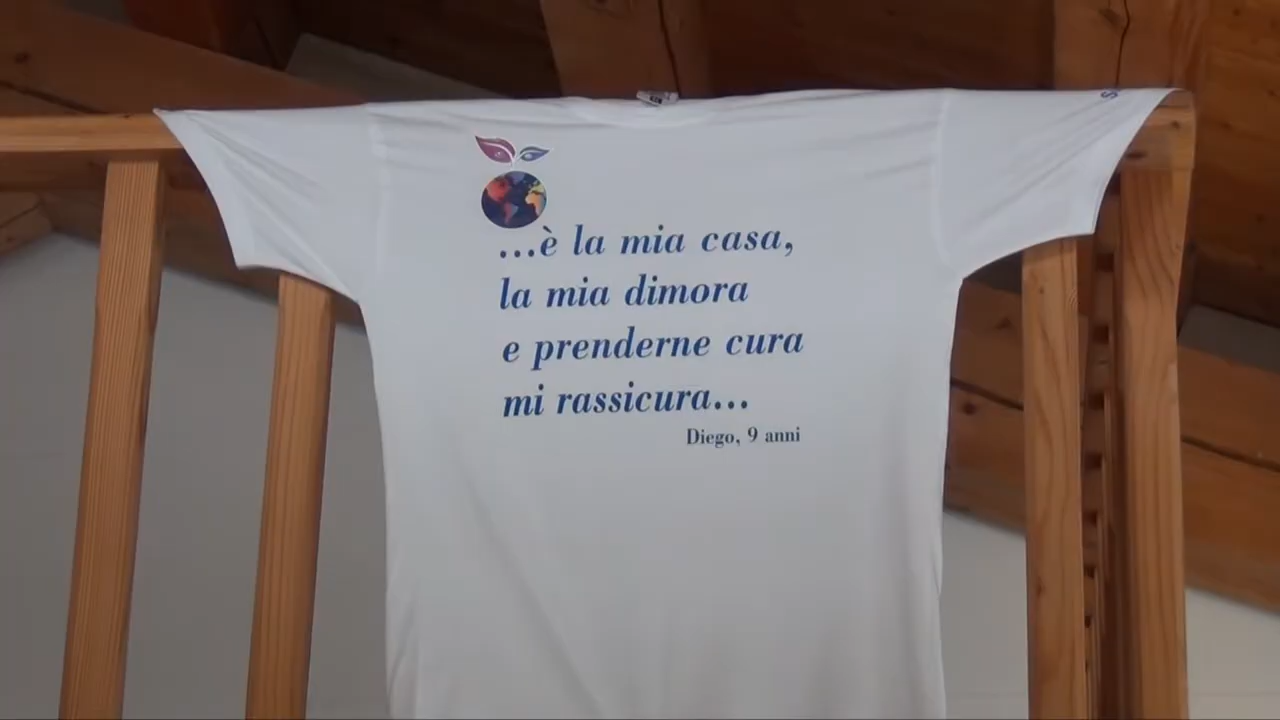 ...è la mia casa,
la mia dimora
e prenderne cura
mi rassicura...
Diego, 9 anni